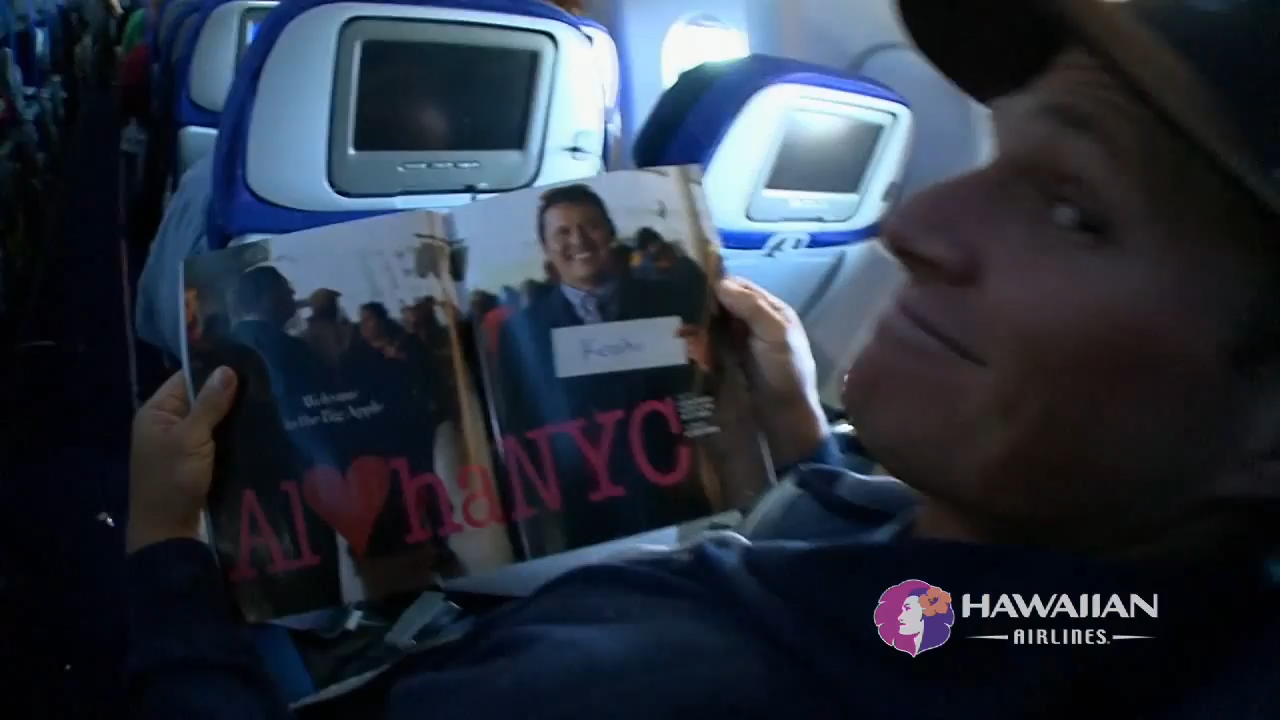 Welcome
to the Big Apple
Al❤haNYC
HAWAIIAN
AIRLINES